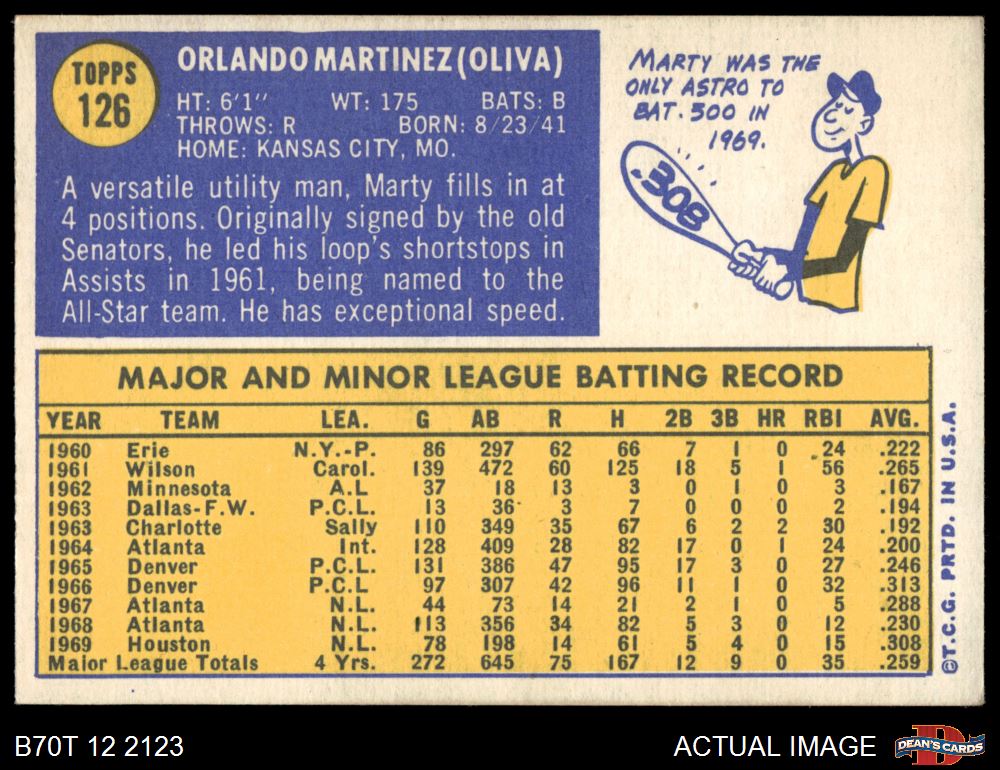 TOPPS
126
ORLANDO MARTINEZ (OLIVA)
HT: 6'1" WT: 175 BATS: B
THROWS: R BORN: 8/23/41
HOME: KANSAS CITY, MO.
A versatile utility man, Marty fills in at
4 positions. Originally signed by the old
Senators, he led his loop's shortstops in
Assists in 1961, being named to the
All-Star team. He has exceptional speed.
MARTY WAS THE
ONLY ASTRO TO
BAT .300 IN
1969.
.308
MAJOR AND MINOR LEAGUE BATTING RECORD
YEAR TEAM LEA. G AB R H 2B 3B HR RBI AVG.
1960 Erie N.Y.-P. 86 297 62 66 7 1 0 24 .222
1961 Wilson Carol. 139 472 60 125 18 5 1 56 .265
1962 Minnesota A.L 37 18 13 3 0 1 0 3 .167
1963 Dallas-F.W. P.C.L. 13 36 3 7 0 0 0 2 .194
1963 Charlotte Sally 110 349 35 67 6 2 2 30 .192
1964 Atlanta Int. 128 409 28 82 17 0 1 24 .200
1965 Denver P.C.L. 131 386 47 95 17 3 0 27 .246
1966 Denver P.C.L 97 307 42 96 11 1 0 32 .313
1967 Atlanta N.L. 44 73 14 21 2 1 0 5 .288
1968 Atlanta N.L. 113 356 34 82 5 3 0 12 .230
1969 Houston N.L. 78 198 14 61 5 4 0 15 .308
Major League Totals 4 Yrs. 272 645 75 167 12 9 0 35 .259
©T.C.G. PRTD. IN U.S.A.
B70T 12 2123
ACTUAL IMAGE
DEAN'S CARDS